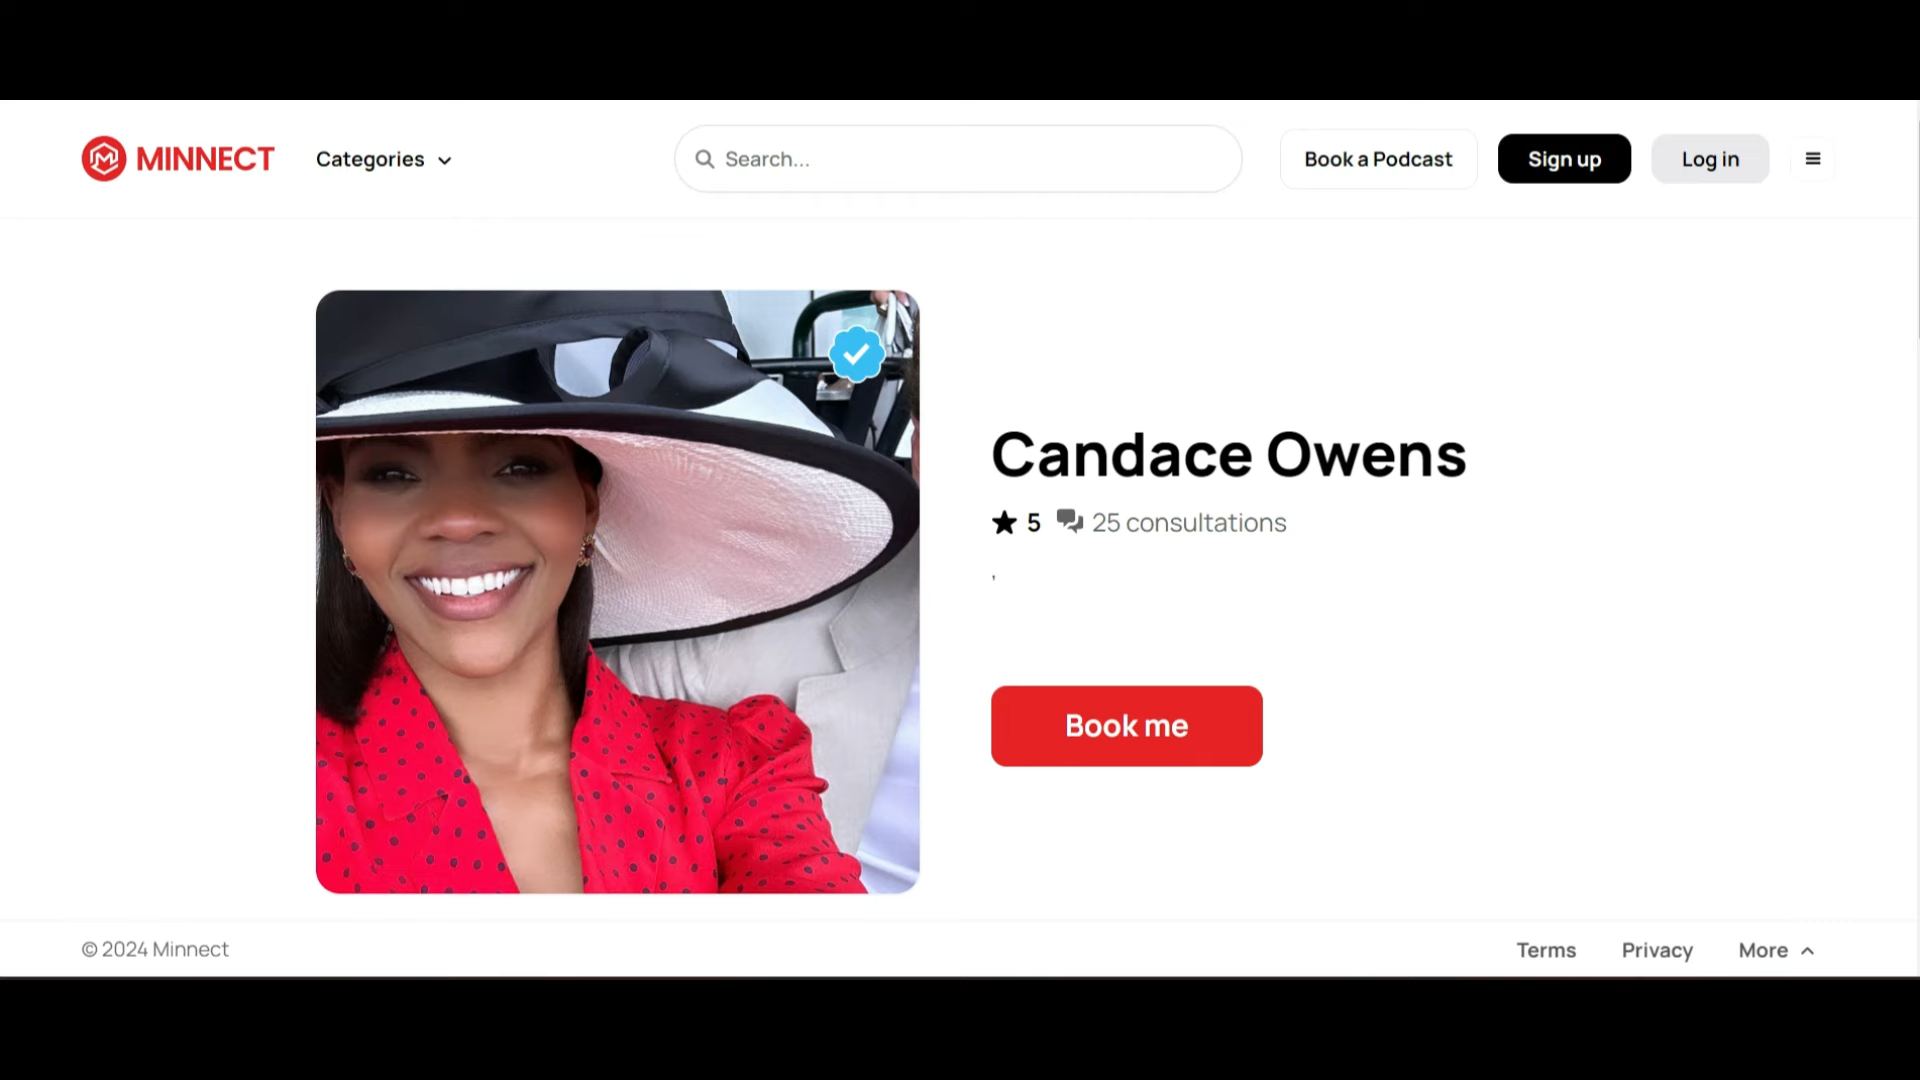 MINNECT
Categories
Search...
Book a Podcast
Sign up
Log in
Candace Owens
5
25 consultations
,
Book me
© 2024 Minnect
Terms
Privacy
More